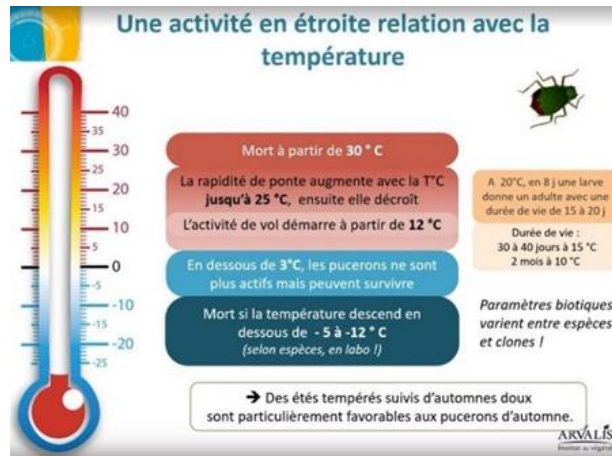 Une activité en étroite relation avec la
température
40
35
30
25
20
15
10
5
0
-5
-10
-15
-20
-25
Mort à partir de 30 ° C
La rapidité de ponte augmente avec la T°C
jusqu'à 25 °C, ensuite elle décroît
L'activité de vol démarre à partir de 12 °C
En dessous de 3°C, les pucerons ne sont
plus actifs mais peuvent survivre
Mort si la température descend en
dessous de - 5 à -12 ° C
(selon espèces, en labo !)
A 20°C, en 8 j une larve
donne un adulte avec une
durée de vie de 15 à 20 j
Durée de vie :
30 à 40 jours à 15 °C
2 mois à 10 °C
Paramètres biotiques
varient entre espèces
et clones !
➔ Des étés tempérés suivis d'automnes doux
sont particulièrement favorables aux pucerons d'automne.
ARVALIS